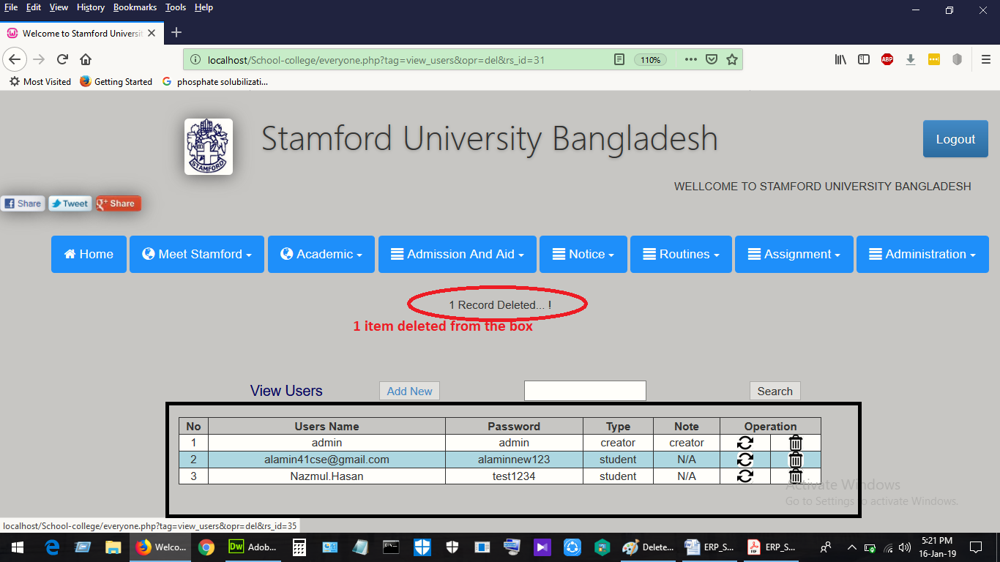 File Edit View History Bookmarks Tools Help
Welcome to Stamford Universit
localhost/School-college/everyone.php?tag=view_users&opr=del&rs_id=31 110%
ABP
Most Visited Getting Started phosphate solubilizati...
STAMFORD
Stamford University Bangladesh
Logout
WELLCOME TO STAMFORD UNIVERSITY BANGLADESH
Share Tweet Share
Home Meet Stamford Academic Admission And Aid Notice Routines Assignment Administration
1 Record Deleted... !
1 item deleted from the box
View Users Add New Search
No Users Name Password Type Note Operation
1 admin admin creator creator
2 alamin41cse@gmail.com alaminnew123 student N/A
3 Nazmul.Hasan test1234 student N/A
Activate Windows
Go to Settings to activate Windows.
localhost/School-college/everyone.php?tag=view_users&opr=del&rs_id=35
Welco... Adob... Delete... ERP_S... ERP_S...
5:21 PM
16-Jan-19